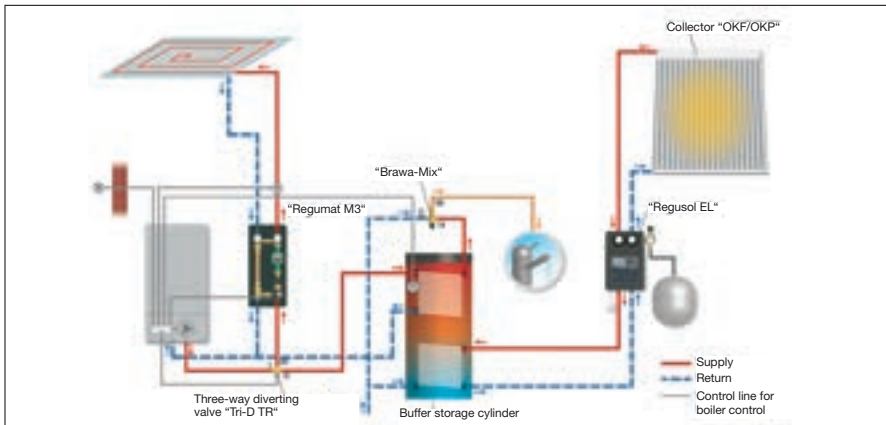 Collector "OKF/OKP“
"Brawa-Mix“
"Regumat M3“
"Regusol EL“
Three-way diverting
valve "Tri-D TR“
Buffer storage cylinder
Supply
Return
Control line for
boiler control